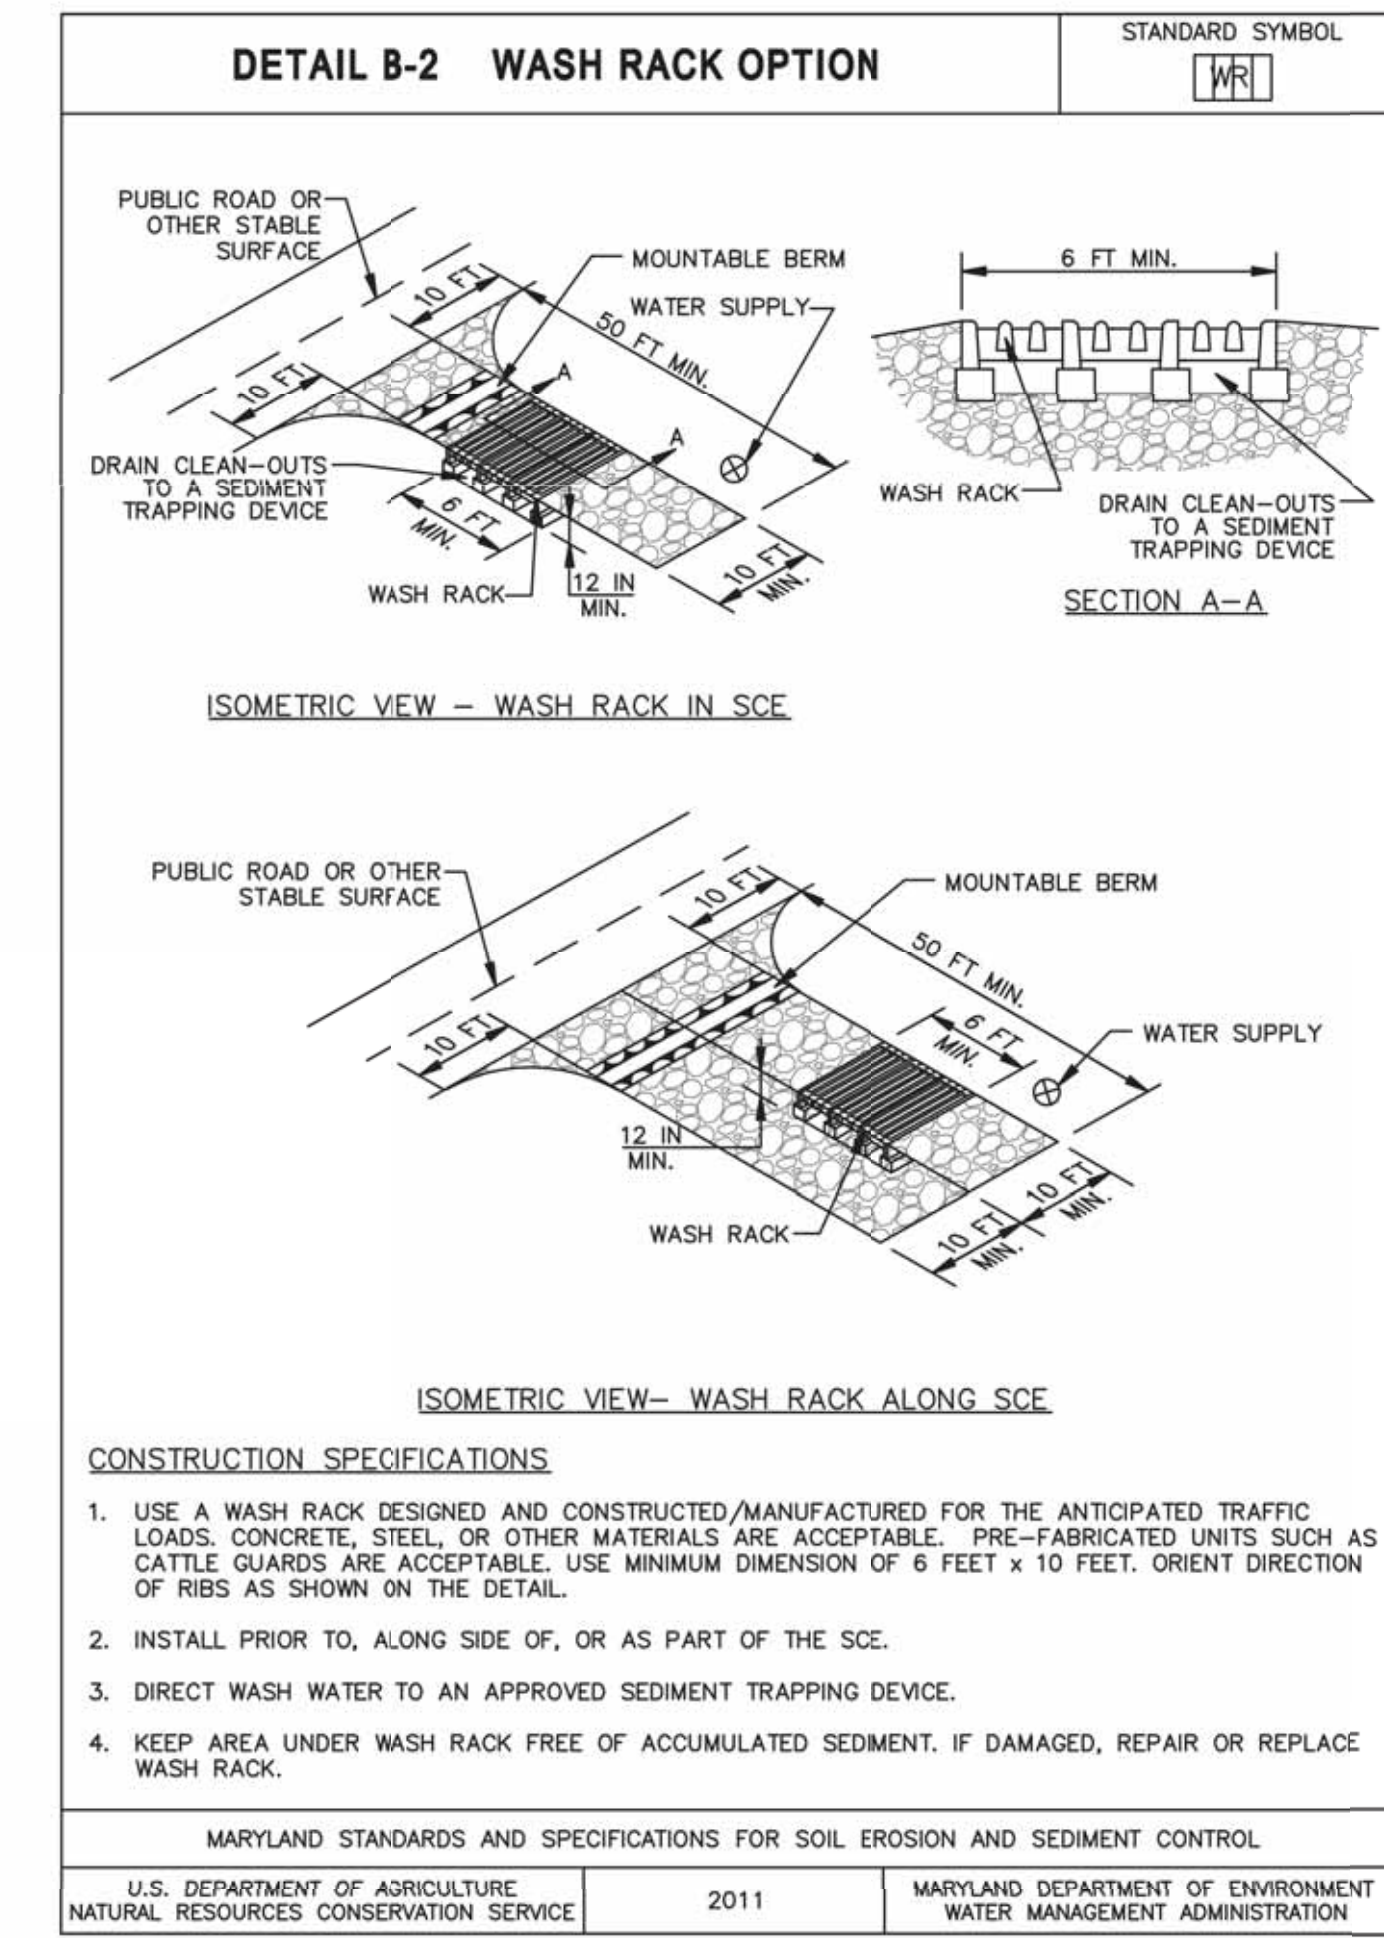 DETAIL B-2 WASH RACK OPTION
STANDARD SYMBOL
WR
PUBLIC ROAD OR
OTHER STABLE
SURFACE
MOUNTABLE BERM
WATER SUPPLY
10 FT
50 FT MIN.
10 FT
A
A
DRAIN CLEAN-OUTS
TO A SEDIMENT
TRAPPING DEVICE
6 FT
MIN.
WASH RACK
12 IN
MIN.
10 FT
MIN.
6 FT MIN.
WASH RACK
DRAIN CLEAN-OUTS
TO A SEDIMENT
TRAPPING DEVICE
SECTION A-A
ISOMETRIC VIEW - WASH RACK IN SCE
PUBLIC ROAD OR OTHER
STABLE SURFACE
10 FT
MOUNTABLE BERM
50 FT MIN.
10 FT
6 FT
MIN.
WATER SUPPLY
12 IN
MIN.
WASH RACK
10 FT
MIN.
10 FT
MIN.
ISOMETRIC VIEW- WASH RACK ALONG SCE
CONSTRUCTION SPECIFICATIONS
1. USE A WASH RACK DESIGNED AND CONSTRUCTED/MANUFACTURED FOR THE ANTICIPATED TRAFFIC
LOADS. CONCRETE, STEEL, OR OTHER MATERIALS ARE ACCEPTABLE. PRE-FABRICATED UNITS SUCH AS
CATTLE GUARDS ARE ACCEPTABLE. USE MINIMUM DIMENSION OF 6 FEET x 10 FEET. ORIENT DIRECTION
OF RIBS AS SHOWN ON THE DETAIL.
2. INSTALL PRIOR TO, ALONG SIDE OF, OR AS PART OF THE SCE.
3. DIRECT WASH WATER TO AN APPROVED SEDIMENT TRAPPING DEVICE.
4. KEEP AREA UNDER WASH RACK FREE OF ACCUMULATED SEDIMENT. IF DAMAGED, REPAIR OR REPLACE
WASH RACK.
MARYLAND STANDARDS AND SPECIFICATIONS FOR SOIL EROSION AND SEDIMENT CONTROL
U.S. DEPARTMENT OF AGRICULTURE
NATURAL RESOURCES CONSERVATION SERVICE
2011
MARYLAND DEPARTMENT OF ENVIRONMENT
WATER MANAGEMENT ADMINISTRATION